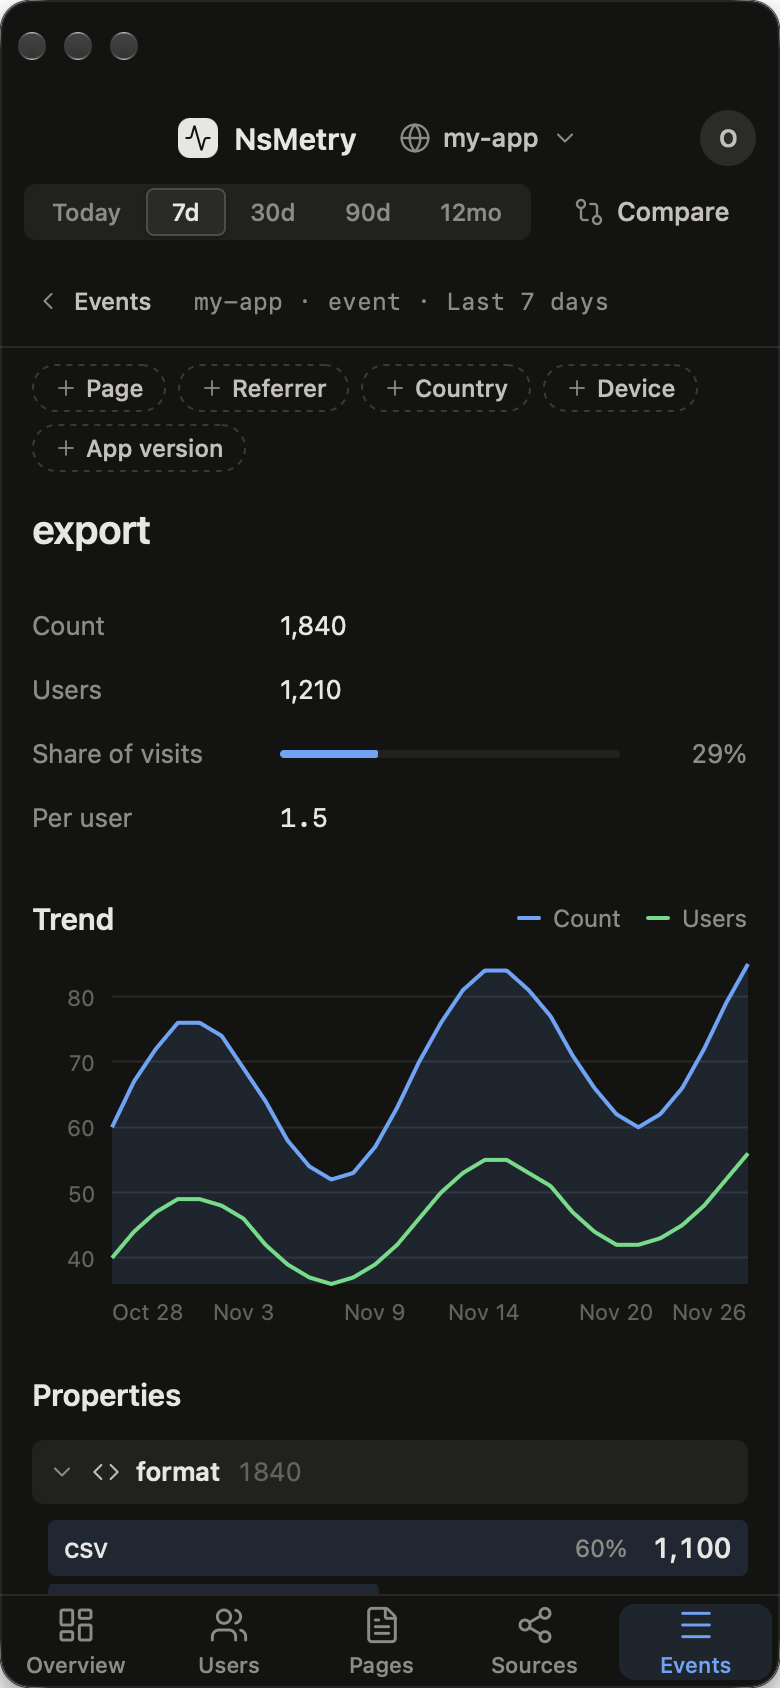 NsMetry my-app O
Today 7d 30d 90d 12mo Compare
Events my-app · event · Last 7 days
+ Page + Referrer + Country + Device
+ App version
export
Count 1,840
Users 1,210
Share of visits 29%
Per user 1.5
Trend Count Users
80
70
60
50
40
Oct 28 Nov 3 Nov 9 Nov 14 Nov 20 Nov 26
Properties
format 1840
csv 60% 1,100
Overview Users Pages Sources Events